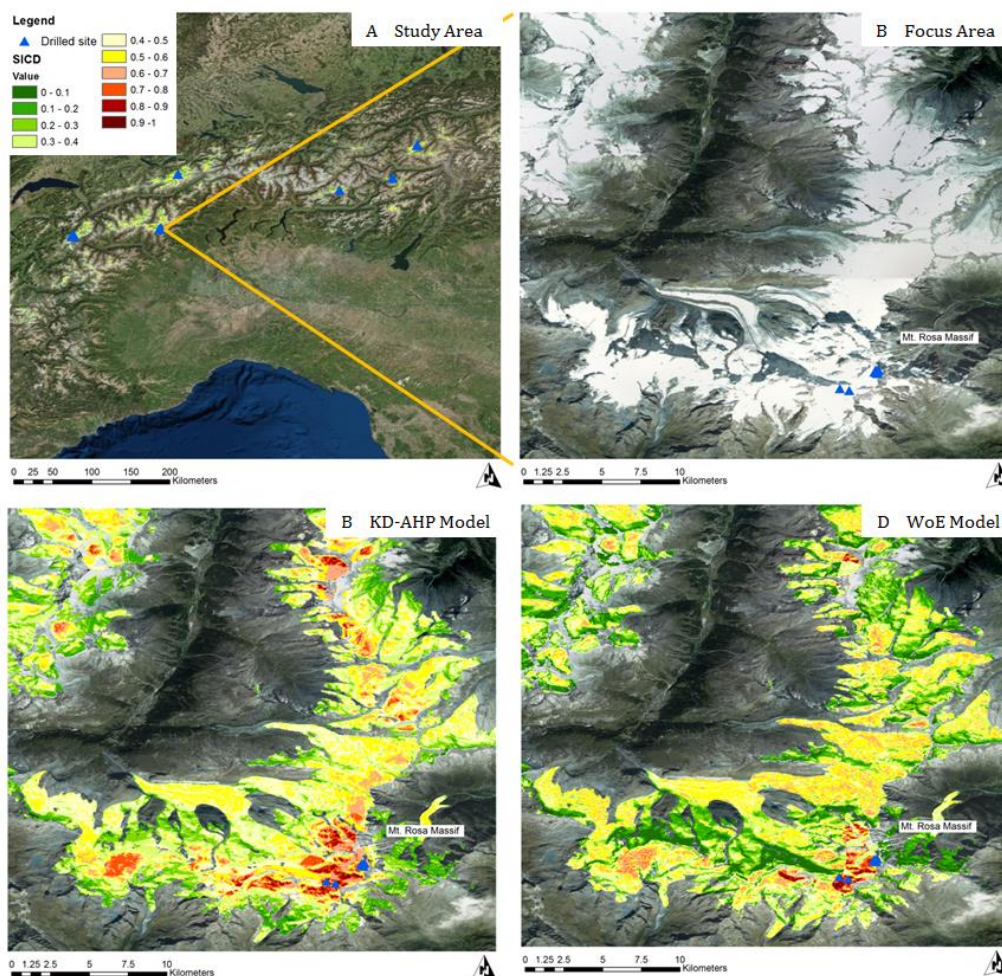 Legend
Drilled site
SICD
Value
0 - 0.1
0.1 - 0.2
0.2 - 0.3
0.3 - 0.4
0.4 - 0.5
0.5 - 0.6
0.6 - 0.7
0.7 - 0.8
0.8 - 0.9
0.9 -1
A Study Area
0 25 50 100 150 200
Kilometers
B Focus Area
Mt. Rosa Massif
0 1.25 2.5 5 7.5 10
Kilometers
B KD-AHP Model
Mt. Rosa Massif
0 1.25 2.5 5 7.5 10
Kilometers
D WoE Model
Mt. Rosa Massif
0 1.25 2.5 5 7.5 10
Kilometers